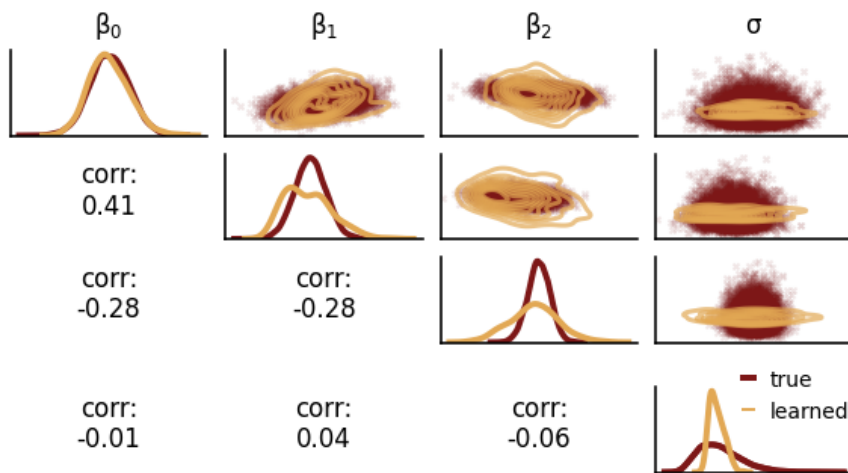 β₀ β₁ β₂ σ
corr:
0.41
corr: corr:
-0.28 -0.28
true
learned
corr: corr: corr:
-0.01 0.04 -0.06